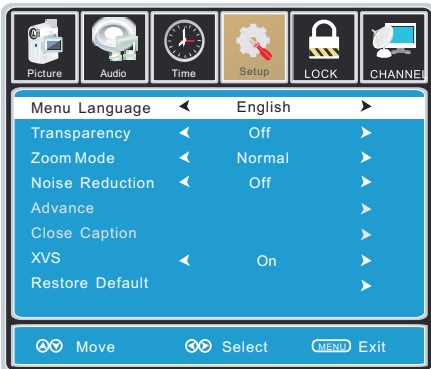 Picture Audio Time Setup LOCK CHANNEL
Menu Language English
Transparency Off
Zoom Mode Normal
Noise Reduction Off
Advance
Close Caption
XVS On
Restore Default
Move Select MENU Exit